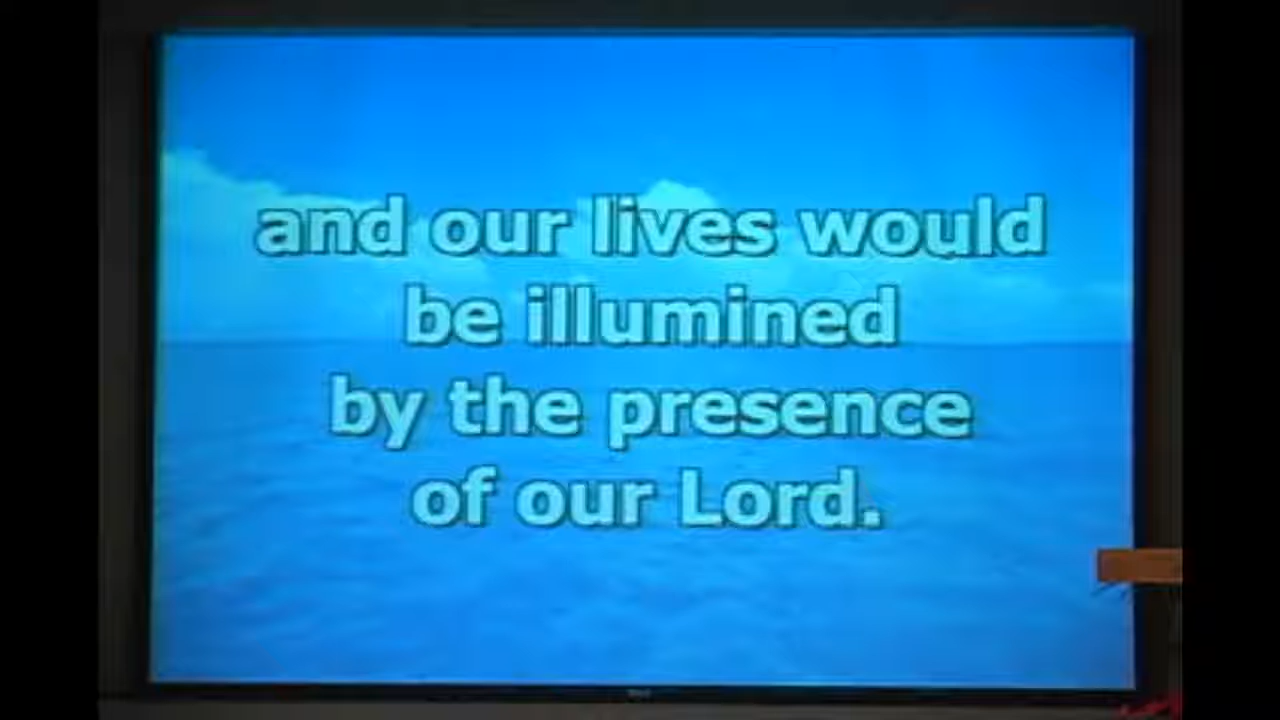 and our lives would
be illumined
by the presence
of our Lord.